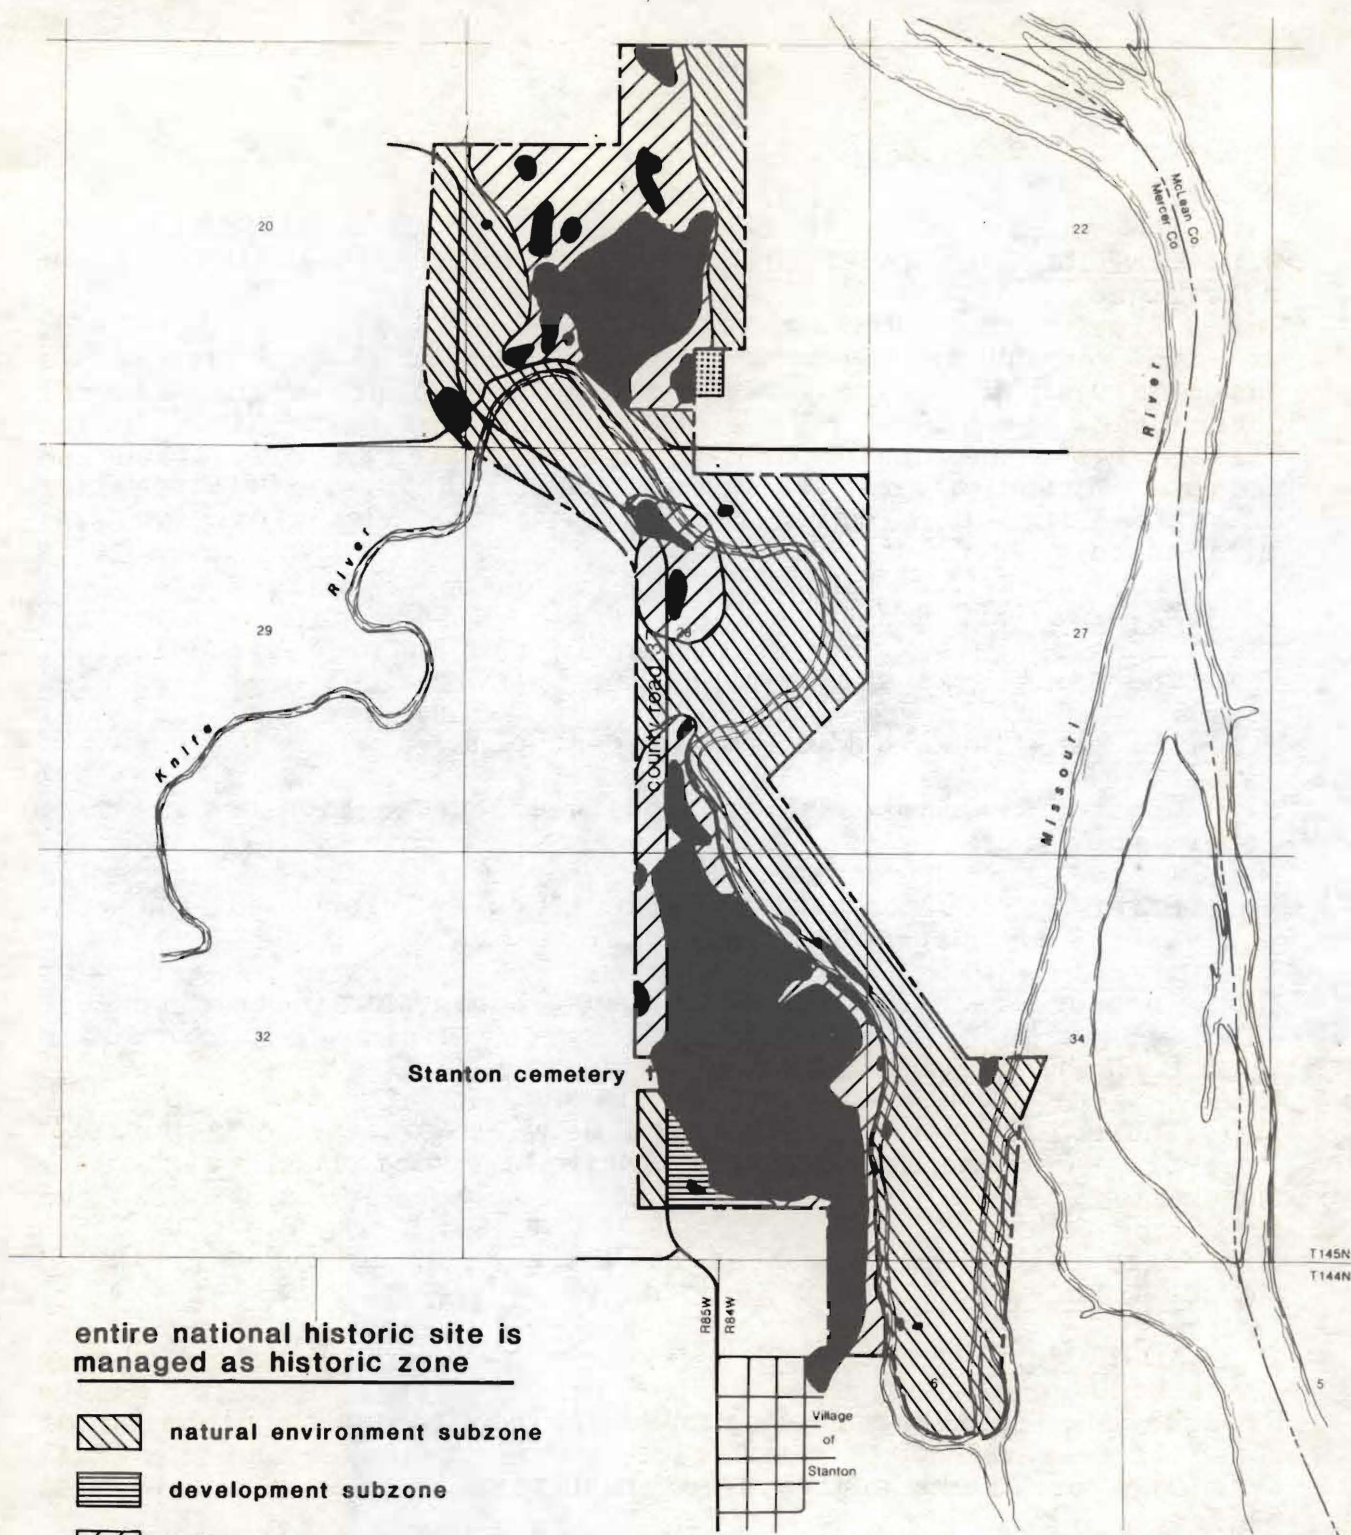 20
22
McLean Co.
Mercer Co.
River
River
29
28
27
county road 37
Knife
Missouri
32
34
Stanton cemetery †
T145N
T144N
R85W
R84W
entire national historic site is
managed as historic zone
6
5
natural environment subzone
Village
of
Stanton
development subzone